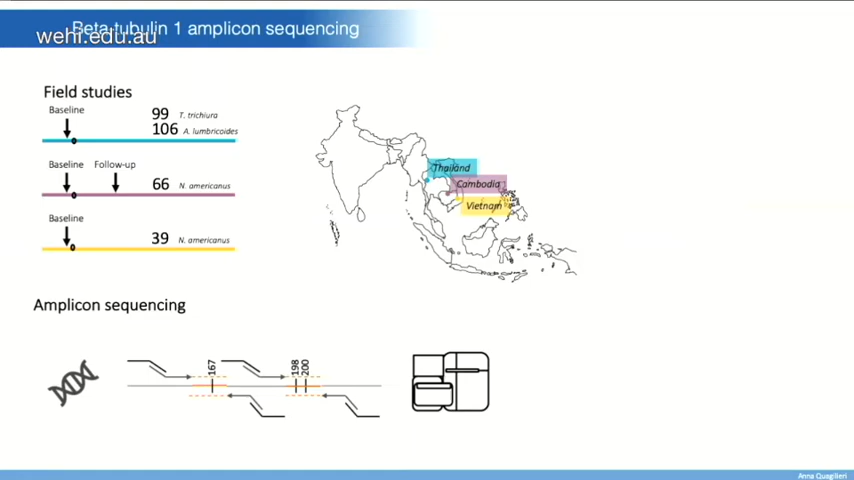 Beta-tubulin 1 amplicon sequencing
wehi.edu.au
Field studies
Baseline
99 T. trichiura
106 A. lumbricoides
Baseline Follow-up
66 N. americanus
Baseline
39 N. americanus
Thailand
Cambodia
Vietnam
Amplicon sequencing
167
198
200
Anna Quaglieri